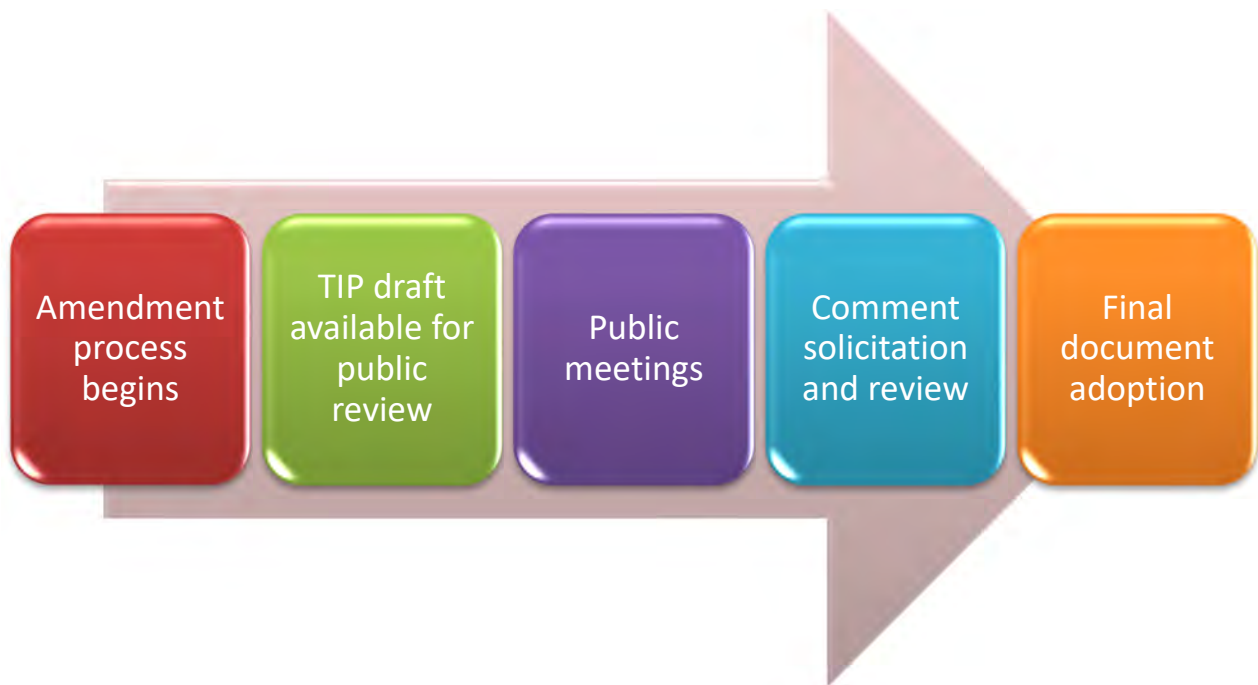 Amendment
process
begins
TIP draft
available for
public
review
Public
meetings
Comment
solicitation
and review
Final
document
adoption